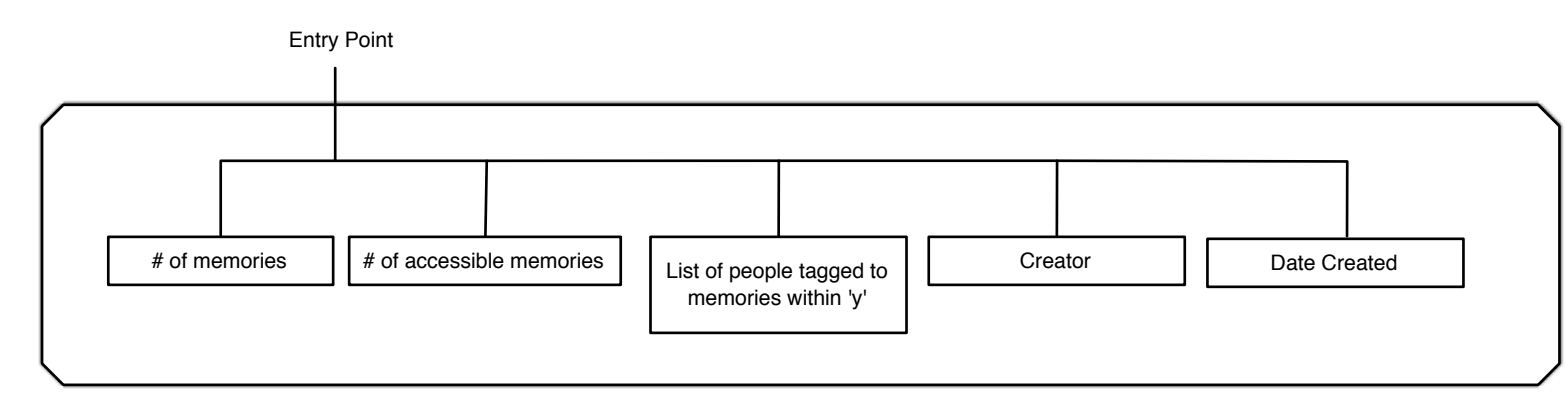 Entry Point
# of memories
# of accessible memories
List of people tagged to
memories within 'y'
Creator
Date Created